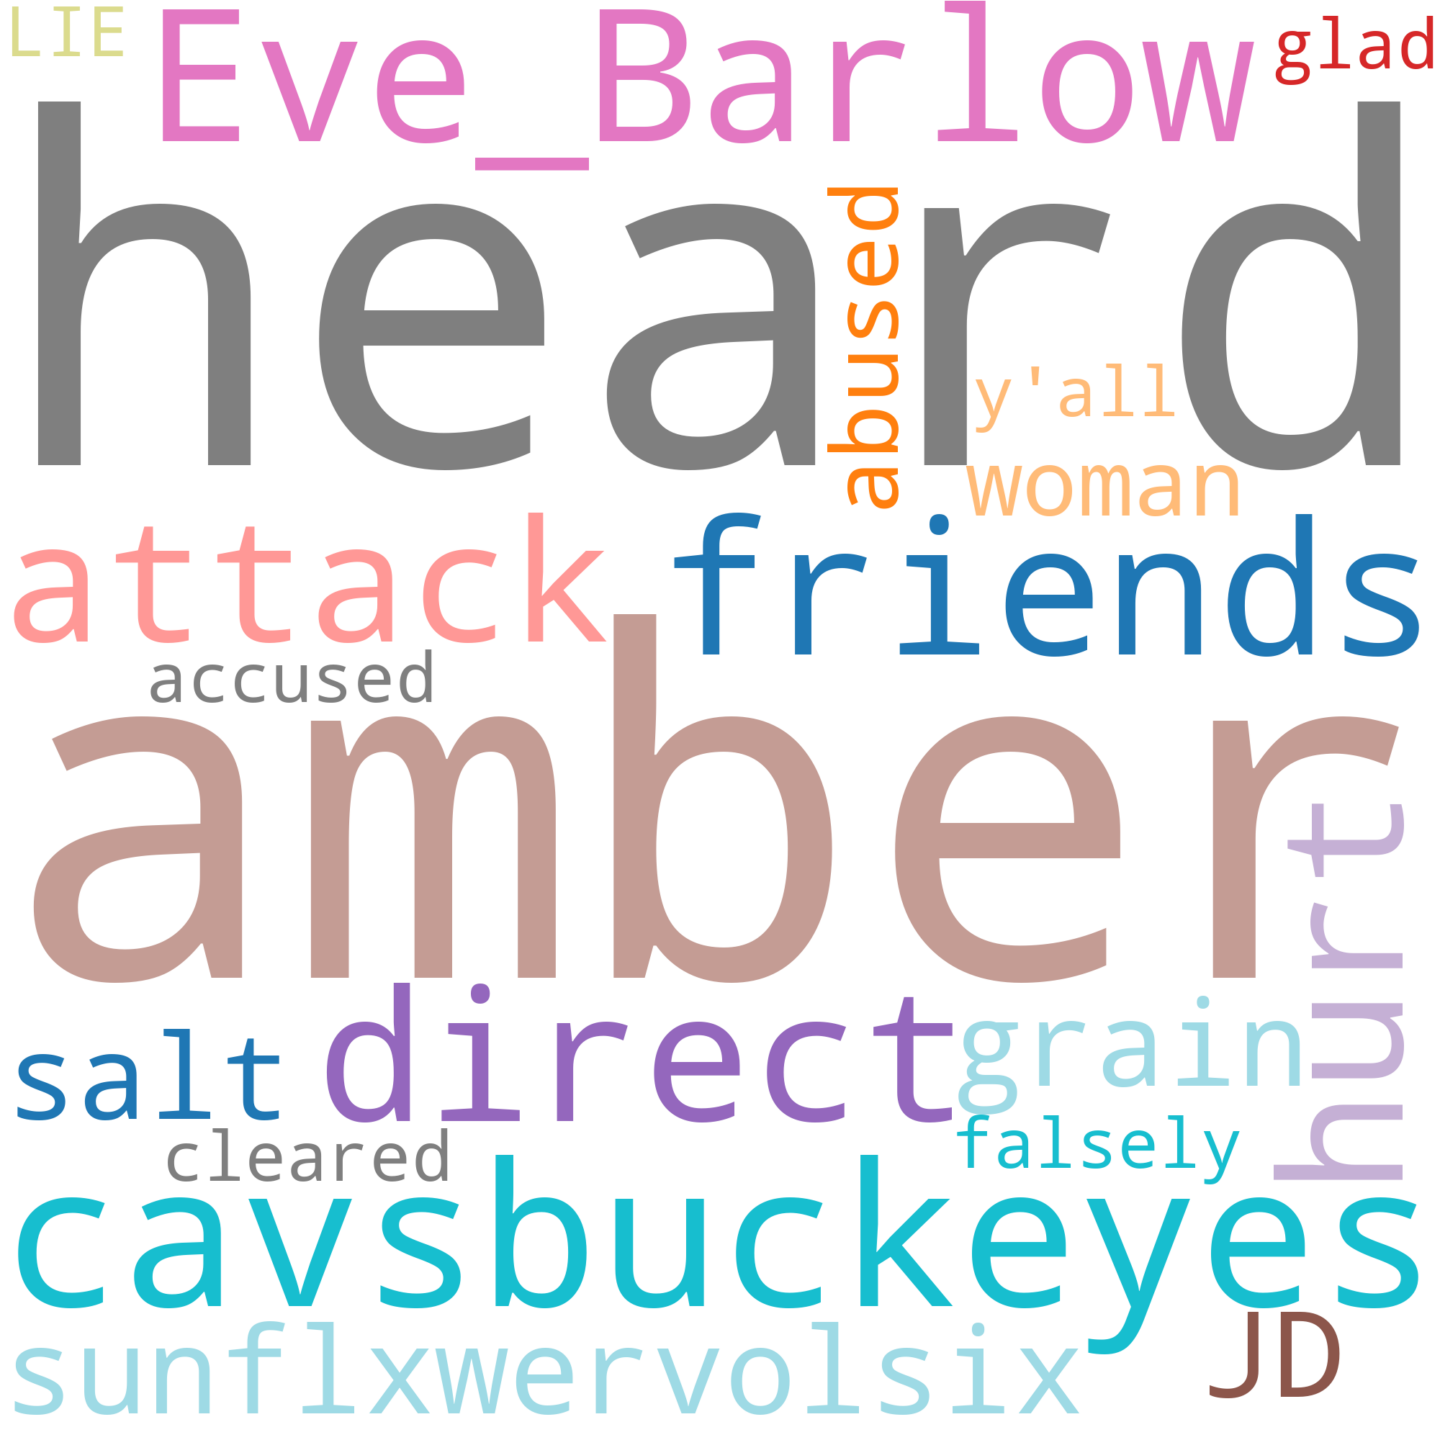 LIE
Eve_Barlow
glad
heard
abused
y'all
woman
attack
friends
accused
amber
hurt
salt
direct
grain
cleared
falsely
cavsbuckeyes
sunflxwervolsix
JD